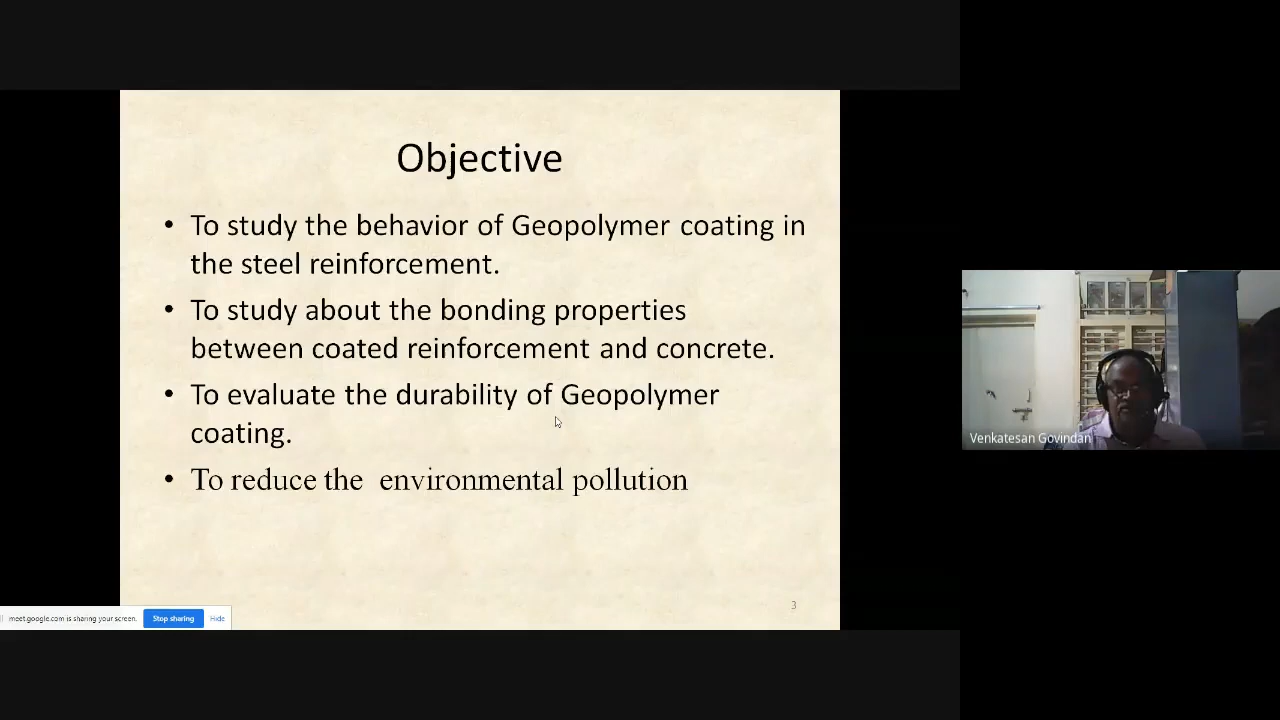 Objective
• To study the behavior of Geopolymer coating in
the steel reinforcement.
• To study about the bonding properties
between coated reinforcement and concrete.
• To evaluate the durability of Geopolymer
coating.
• To reduce the environmental pollution
3
meet.google.com is sharing your screen.
Stop sharing
Hide
Venkatesan Govindan